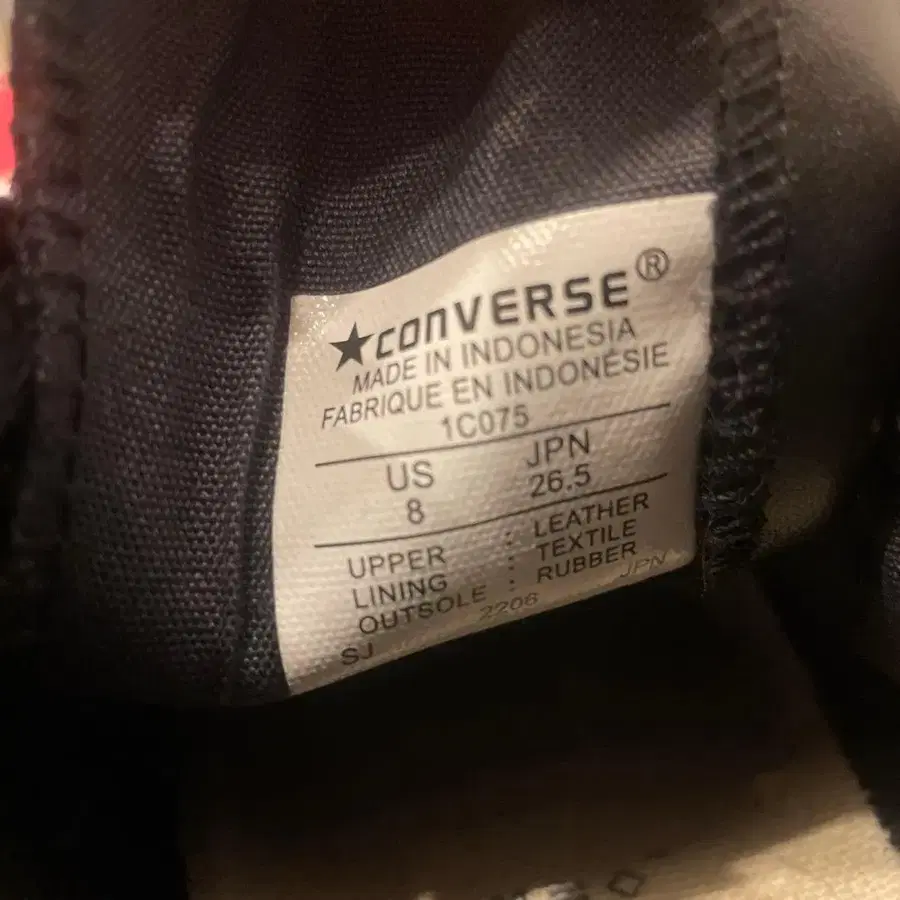 ★CONVERSE®
MADE IN INDONESIA
FABRIQUE EN INDONÉSIE
1C075
US JPN
8 26.5
UPPER : LEATHER
LINING : TEXTILE
OUTSOLE : RUBBER
SJ 2206 JPN